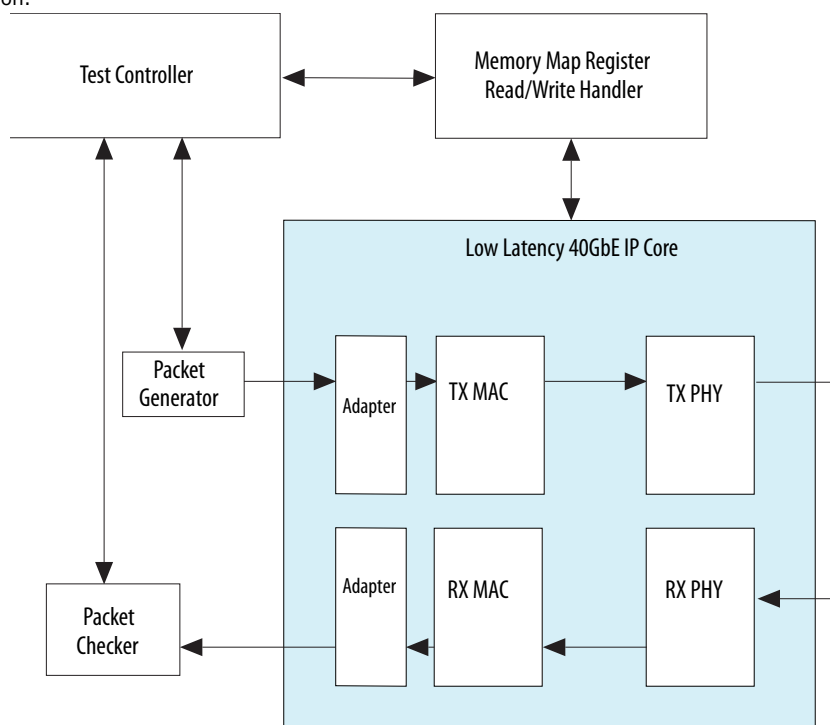 on.
Test Controller
Memory Map Register
Read/Write Handler
Low Latency 40GbE IP Core
Packet
Generator
Adapter
TX MAC
TX PHY
Adapter
RX MAC
RX PHY
Packet
Checker